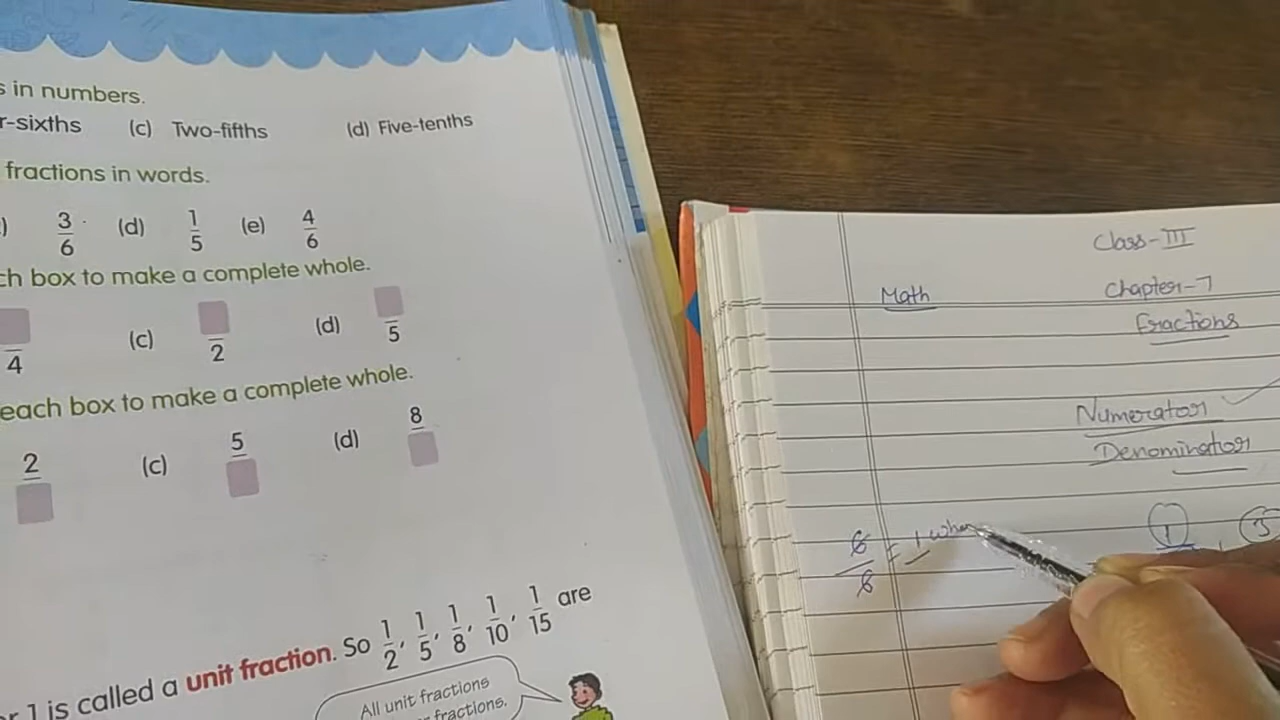 s in numbers.
r-sixths (c) Two-fifths (d) Five-tenths
fractions in words.
) 3/6 (d) 1/5 (e) 4/6
ch box to make a complete whole.
/4 (c) /2 (d) /5
each box to make a complete whole.
2/ (c) 5/ (d) 8/
r 1 is called a unit fraction. So 1/2, 1/5, 1/8, 1/10, 1/15 are
All unit fractions
r fractions.
Class-III
Math Chapter-7
Fractions
Numerator
Denominator
6/6 = 1 whole
1, 3